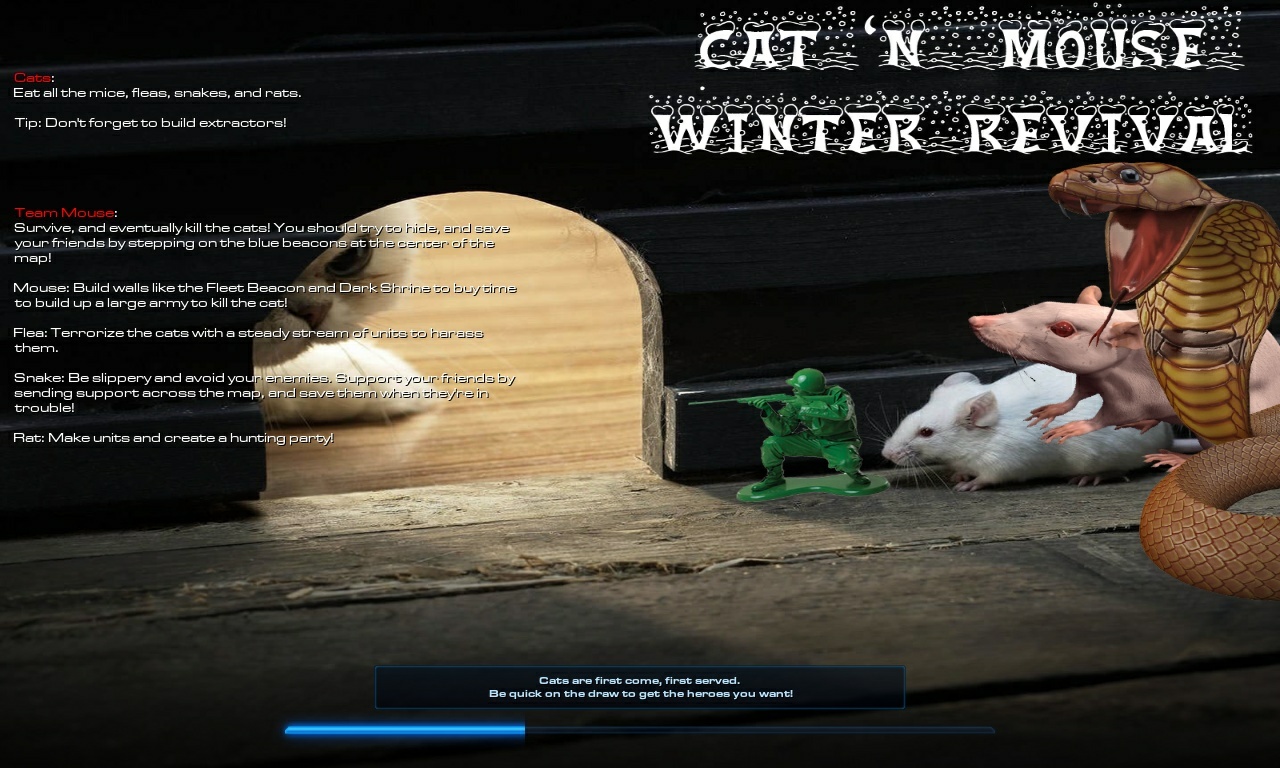 CAT 'N MOUSE
WINTER REVIVAL
Cats:
Eat all the mice, fleas, snakes, and rats.
Tip: Don't forget to build extractors!
Team Mouse:
Survive, and eventually kill the cats! You should try to hide, and save
your friends by stepping on the blue beacons at the center of the
map!
Mouse: Build walls like the Fleet Beacon and Dark Shrine to buy time
to build up a large army to kill the cat!
Flea: Terrorize the cats with a steady stream of units to harass
them.
Snake: Be slippery and avoid your enemies. Support your friends by
sending support across the map, and save them when they're in
trouble!
Rat: Make units and create a hunting party!
Cats are first come, first served.
Be quick on the draw to get the heroes you want!